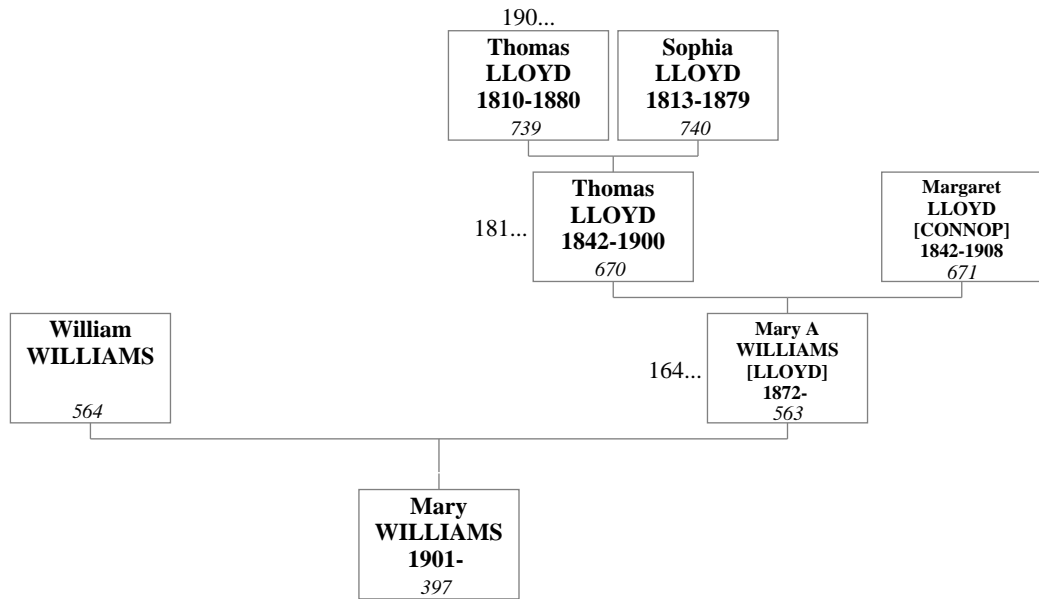 190...
Thomas
LLOYD
1810-1880
739
Sophia
LLOYD
1813-1879
740
181...
Thomas
LLOYD
1842-1900
670
Margaret
LLOYD
[CONNOP]
1842-1908
671
William
WILLIAMS
564
164...
Mary A
WILLIAMS
[LLOYD]
1872-
563
Mary
WILLIAMS
1901-
397